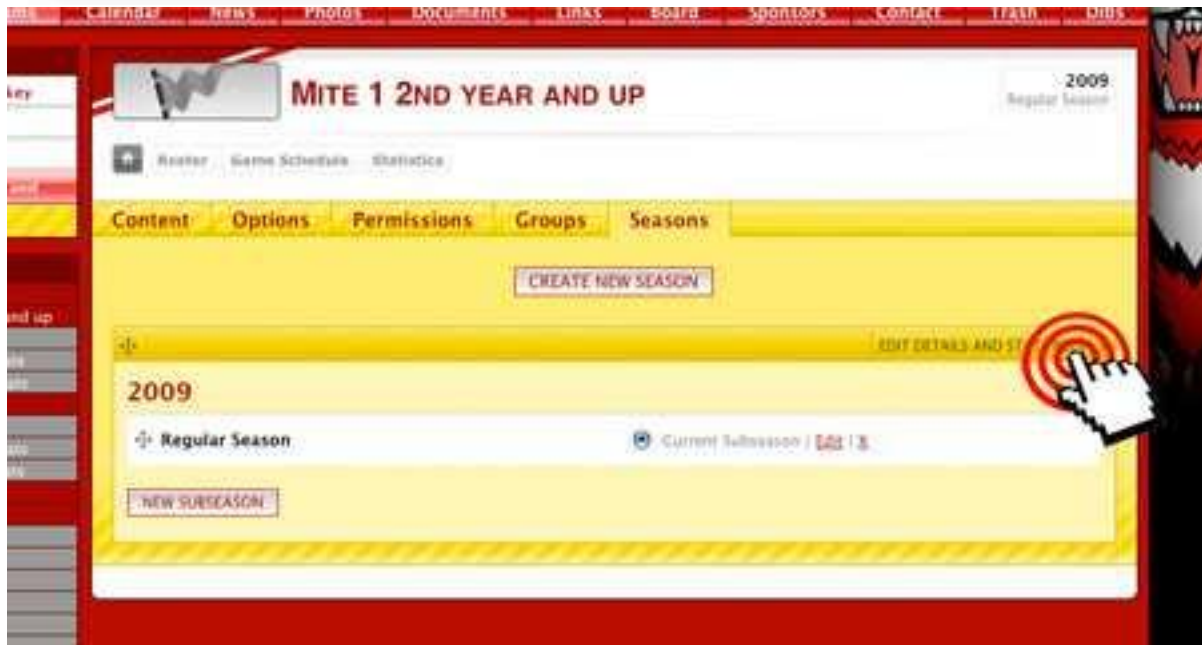 Calendar News Photos Documents Links Board Sponsors Contact Trash Dibs
MITE 1 2ND YEAR AND UP
2009
Regular Season
Roster Game Schedule Statistics
Content Options Permissions Groups Seasons
CREATE NEW SEASON
and up
EDIT DETAILS AND ST
2009
Regular Season
Current Subseason | Edit | X
NEW SUBSEASON